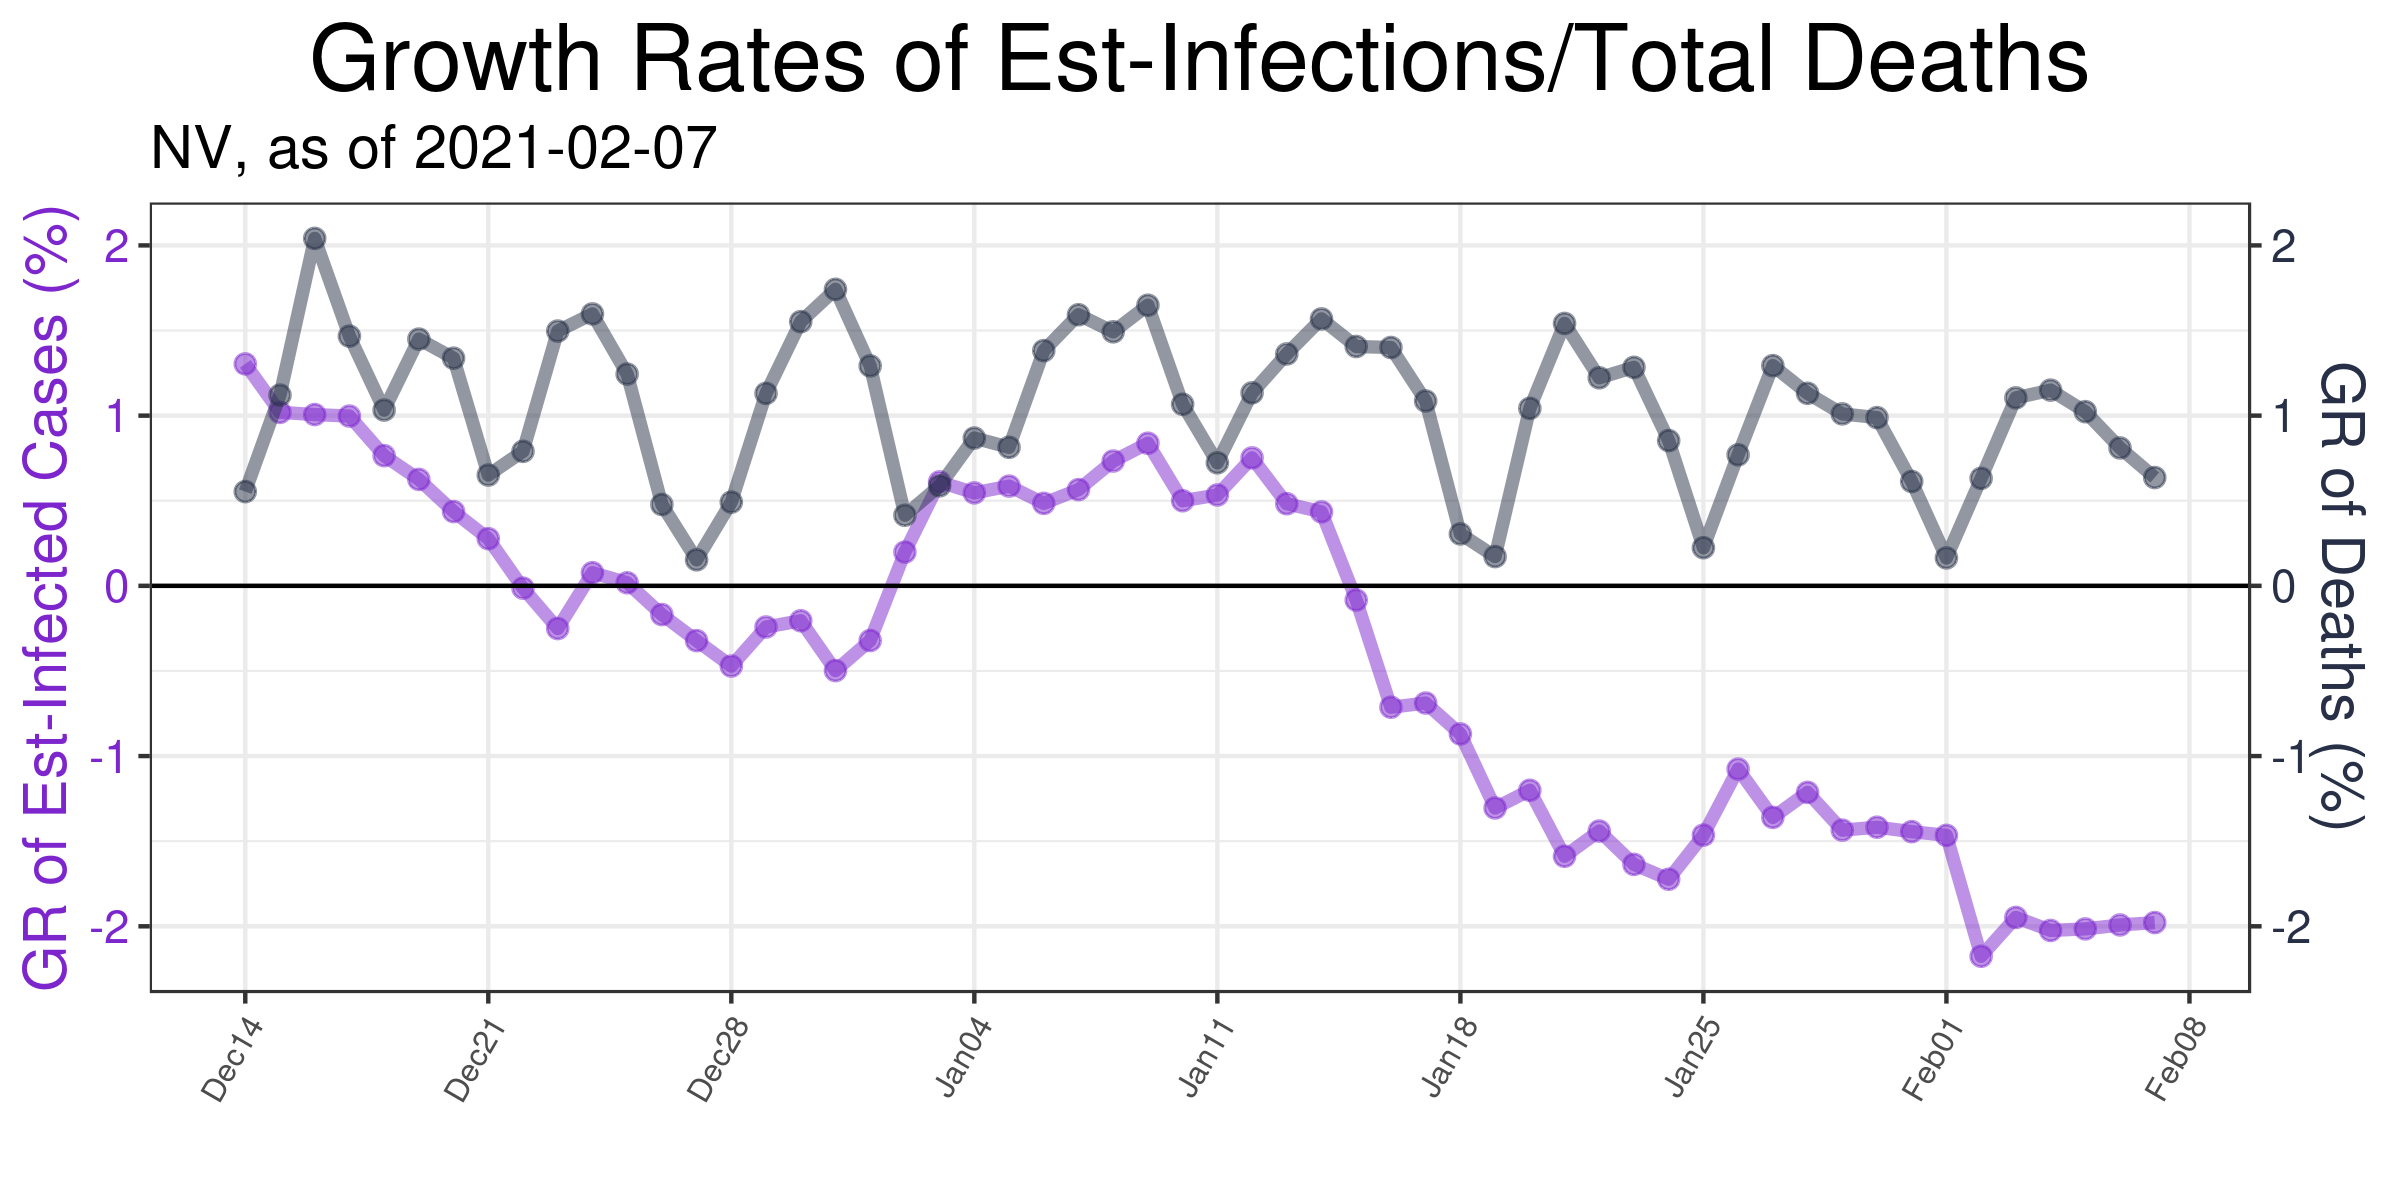 Growth Rates of Est-Infections/Total Deaths
NV, as of 2021-02-07
GR of Est-Infected Cases (%)
2
1
0
-1
-2
2
1
0
-1
-2
GR of Deaths (%)
Dec14
Dec21
Dec28
Jan04
Jan11
Jan18
Jan25
Feb01
Feb08